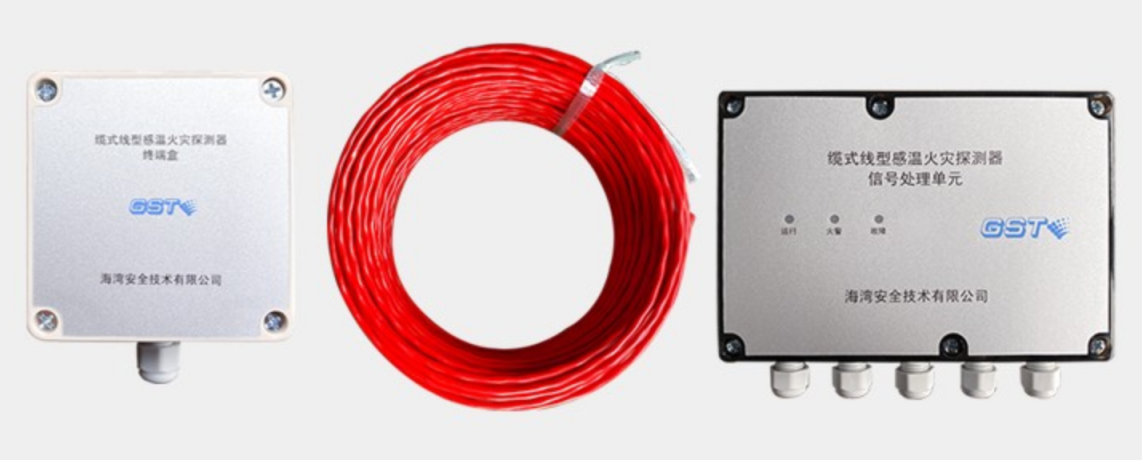 缆式线型感温火灾探测器
终端盒
GST
海湾安全技术有限公司
缆式线型感温火灾探测器
信号处理单元
运行 火警 故障
GST
海湾安全技术有限公司